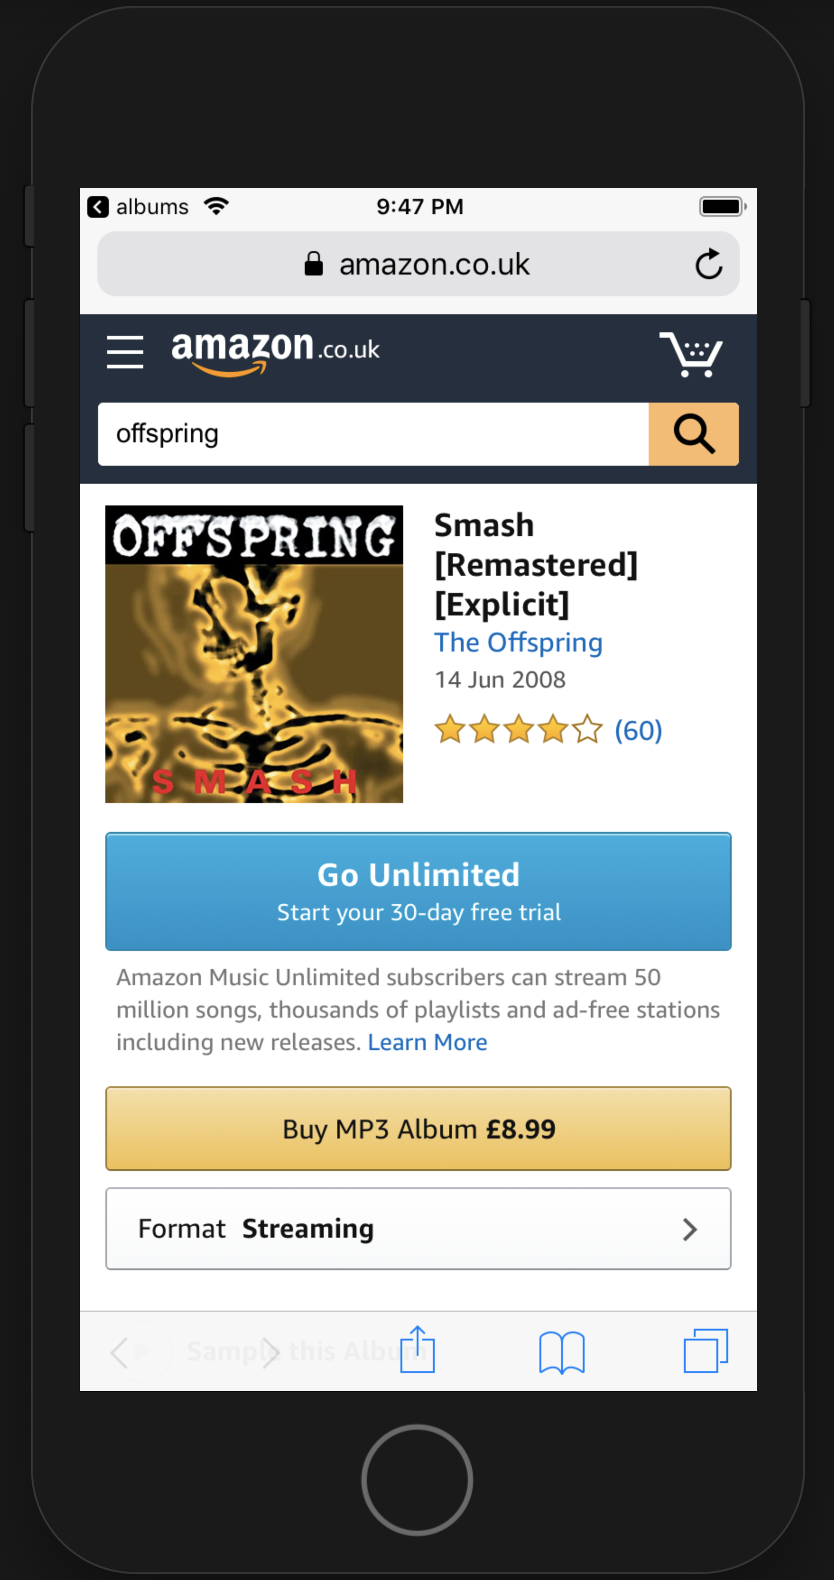 albums 9:47 PM
amazon.co.uk
amazon.co.uk
offspring
OFFSPRING
SMASH
Smash
[Remastered]
[Explicit]
The Offspring
14 Jun 2008
(60)
Go Unlimited
Start your 30-day free trial
Amazon Music Unlimited subscribers can stream 50
million songs, thousands of playlists and ad-free stations
including new releases. Learn More
Buy MP3 Album £8.99
Format Streaming
Sample this Album